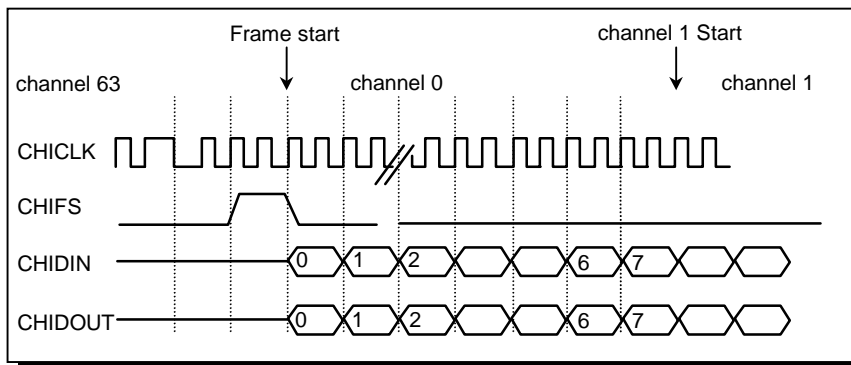 Frame start channel 1 Start
channel 63 channel 0 channel 1
CHICLK
CHIFS
CHIDIN 0 1 2 6 7
CHIDOUT 0 1 2 6 7